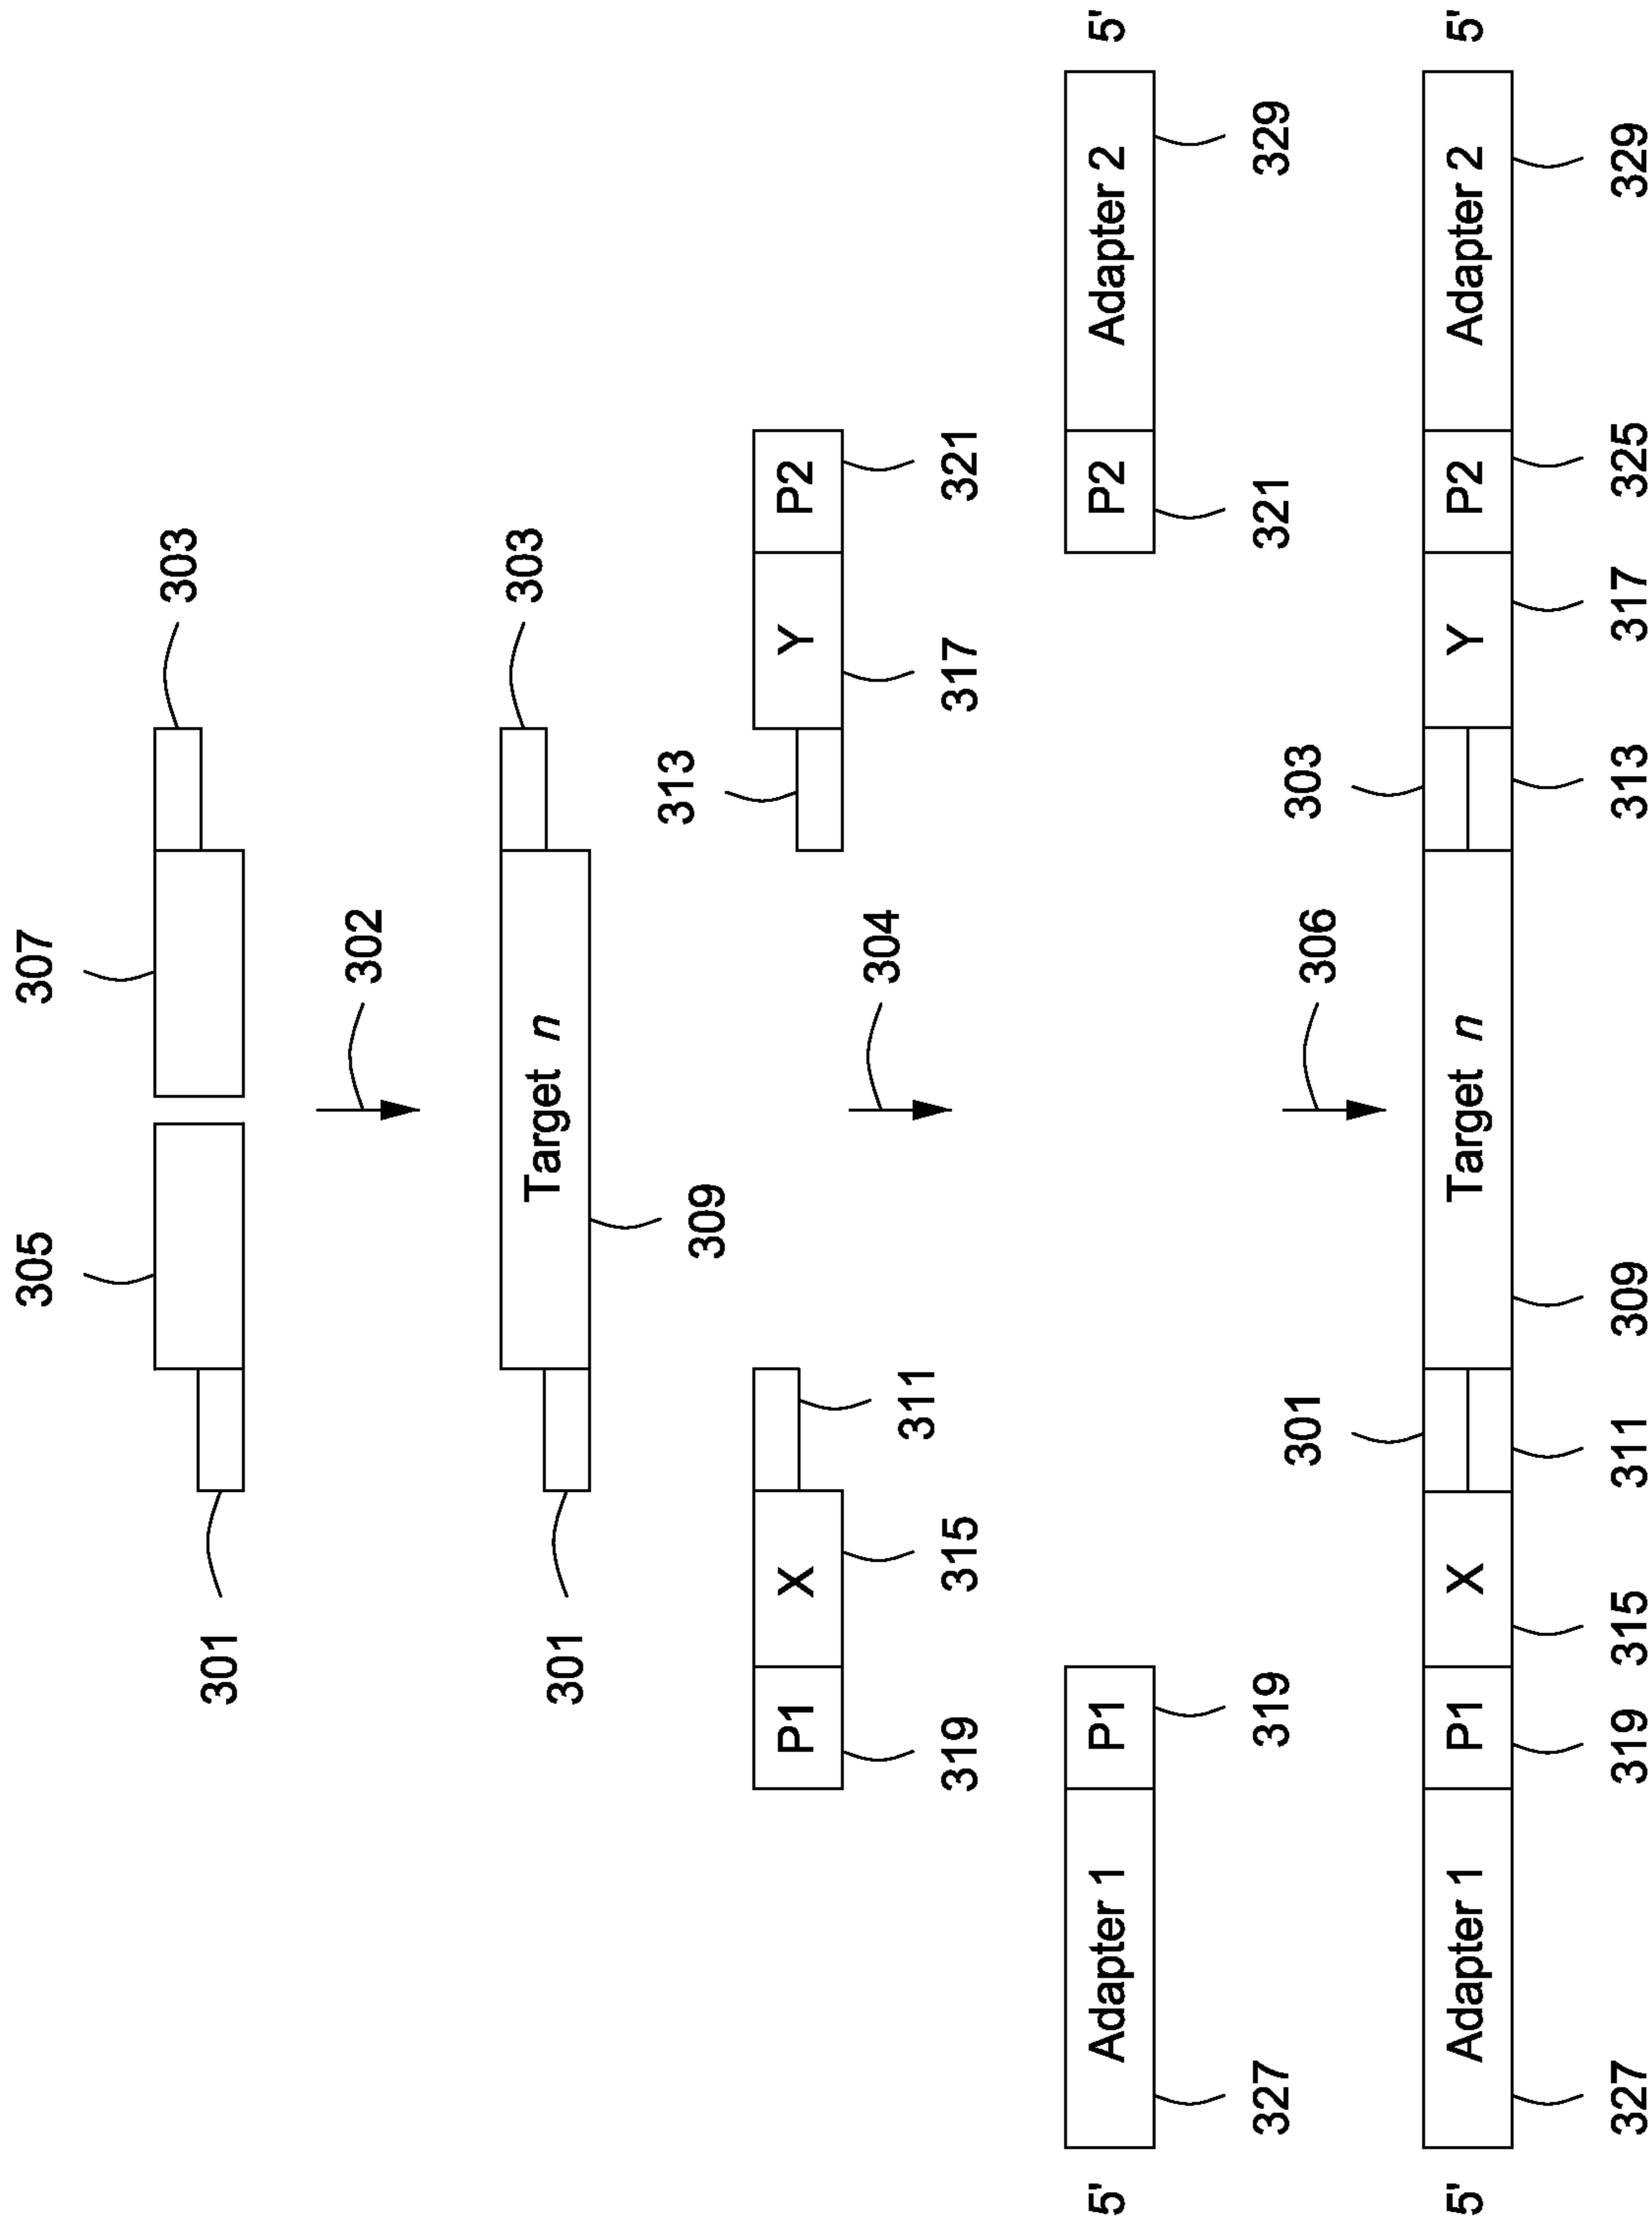 305 307
303
301
302
303
Target n
301
313
309
P1 X Y P2
304
311
319 315 317 321
5' Adapter 1 P1 P2 Adapter 2 5'
327 319 321 329
301 306 303
5' Adapter 1 P1 X Target n Y P2 Adapter 2 5'
327 319 315 311 309 313 317 325 329